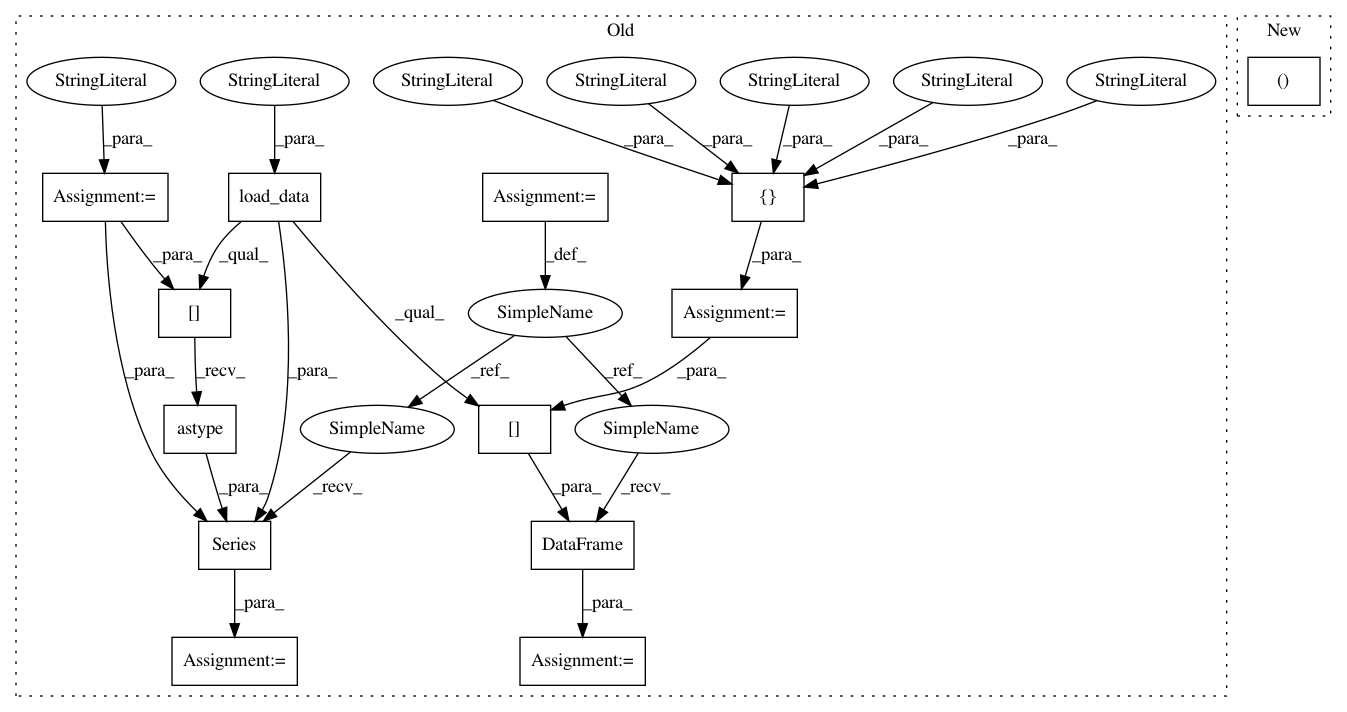 Old
New
StringLiteral
StringLiteral
StringLiteral
StringLiteral
StringLiteral
StringLiteral
StringLiteral
()
_para_
_para_
_para_
_para_
_para_
_para_
_para_
Assignment:=
load_data
Assignment:=
{}
_para_
_qual_
_def_
_para_
[]
SimpleName
Assignment:=
_qual_
_para_
_recv_
_para_
_ref_
_ref_
_para_
astype
SimpleName
[]
SimpleName
_para_
_recv_
_para_
_recv_
Series
DataFrame
_para_
_para_
Assignment:=
Assignment:=